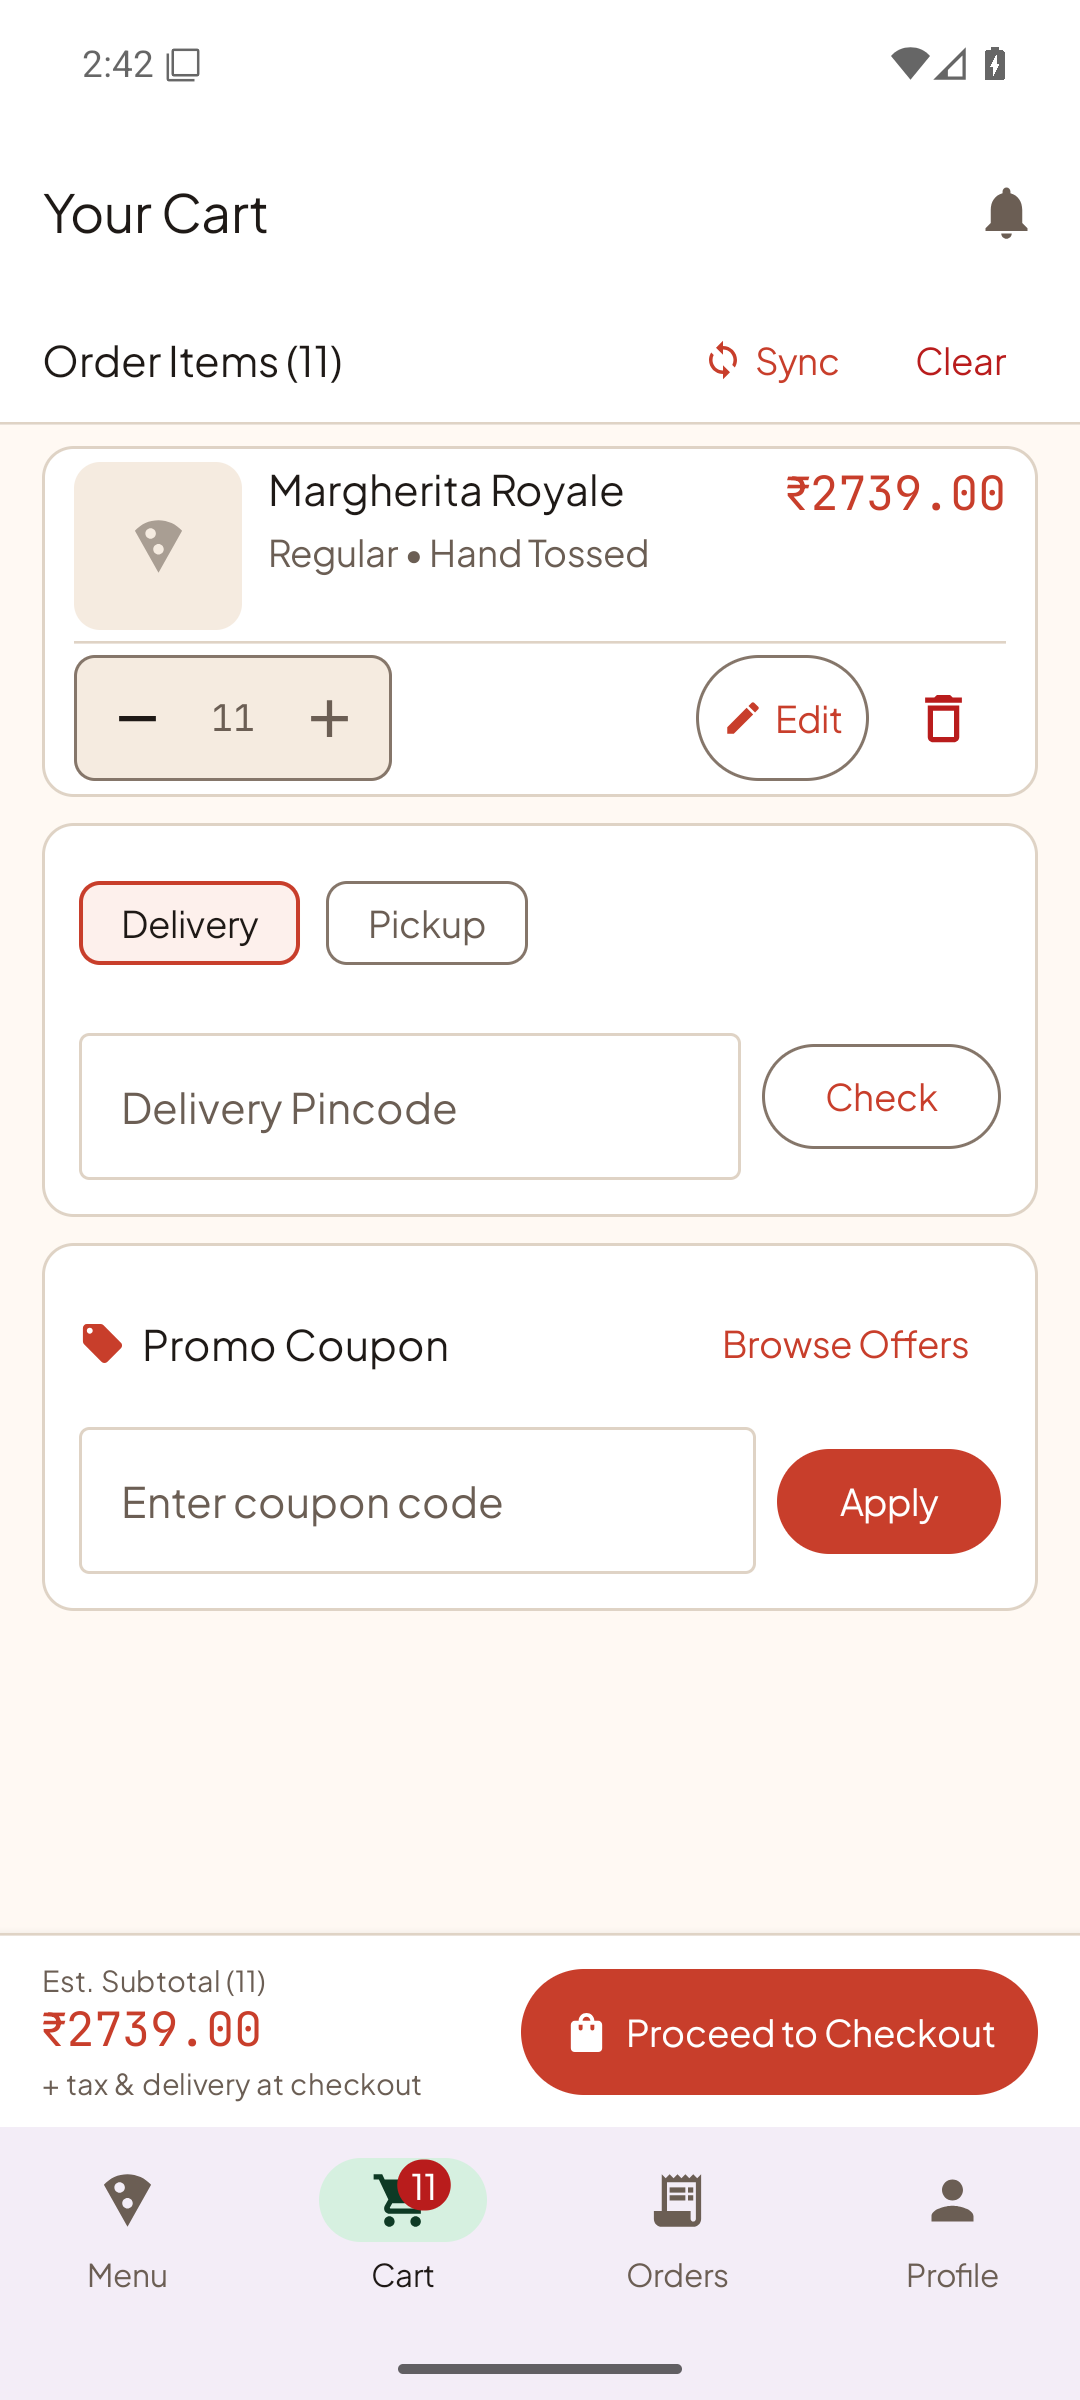 2:42
Your Cart
Order Items (11)
Sync
Clear
Margherita Royale
₹2739.00
Regular • Hand Tossed
11
Edit
Delivery
Pickup
Delivery Pincode
Check
Promo Coupon
Browse Offers
Enter coupon code
Apply
Est. Subtotal (11)
₹2739.00
+ tax & delivery at checkout
Proceed to Checkout
11
Menu
Cart
Orders
Profile